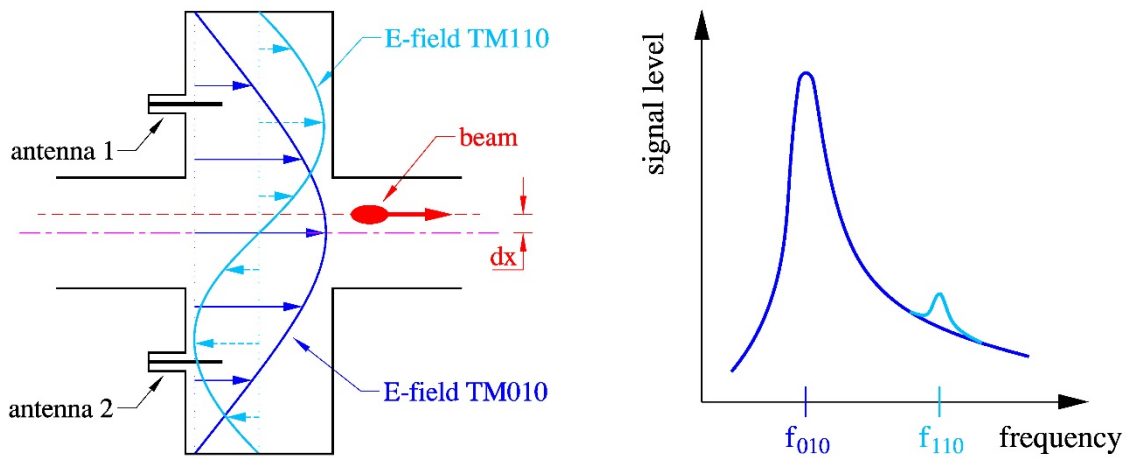 E-field TM110
antenna 1
beam
dx
antenna 2
E-field TM010
signal level
f010
f110
frequency